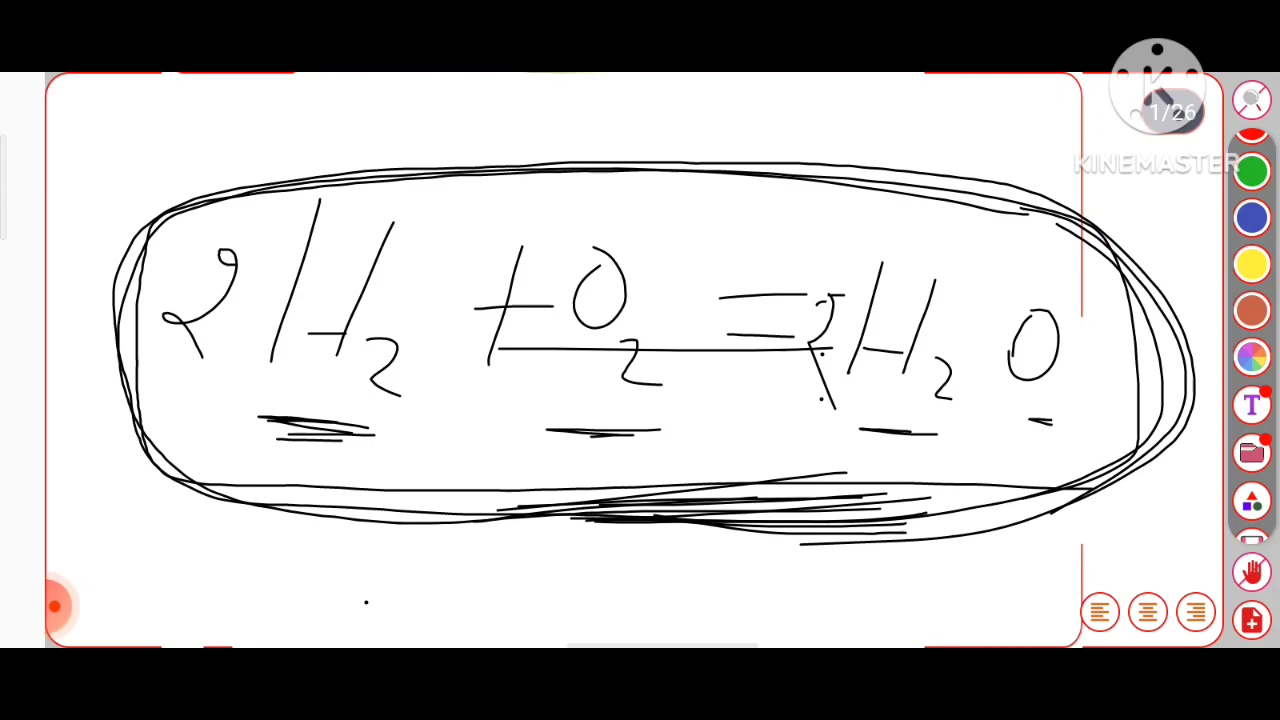 1/26
KINEMASTER
2H₂ + O₂ = 2H₂O
T